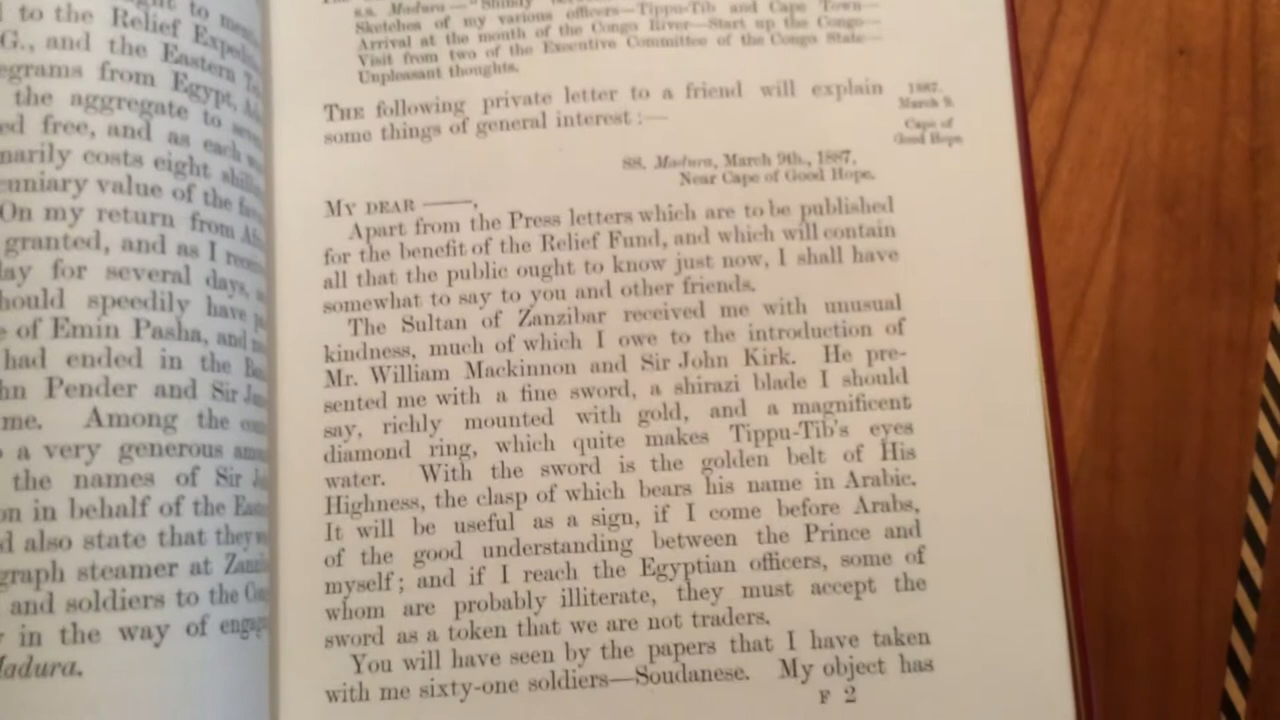 to the Relief
G., and the Eastern
egrams from Egypt,
the aggregate to
ed free, and as each
narily costs eight
cuniary value of the
On my return from
granted, and as I
lay for several days,
hould speedily have
e of Emin Pasha, and
had ended in the
hn Pender and Sir
me. Among the
a very generous
the names of Sir
on in behalf of the
d also state that they
graph steamer at
and soldiers to the
in the way of
Madura.
s.s. Madura—
Sketches of my various officers—Tippu-Tib and Cape Town—
Arrival at the mouth of the Congo River—Start up the Congo—
Visit from two of the Executive Committee of the Congo State—
Unpleasant thoughts.
THE following private letter to a friend will explain
some things of general interest:—
1887.
March 9.
Cape of
Good Hope
SS. Madura, March 9th., 1887,
Near Cape of Good Hope.
MY DEAR ——,
Apart from the Press letters which are to be published
for the benefit of the Relief Fund, and which will contain
all that the public ought to know just now, I shall have
somewhat to say to you and other friends.
The Sultan of Zanzibar received me with unusual
kindness, much of which I owe to the introduction of
Mr. William Mackinnon and Sir John Kirk. He pre-
sented me with a fine sword, a shirazi blade I should
say, richly mounted with gold, and a magnificent
diamond ring, which quite makes Tippu-Tib's eyes
water. With the sword is the golden belt of His
Highness, the clasp of which bears his name in Arabic.
It will be useful as a sign, if I come before Arabs,
of the good understanding between the Prince and
myself; and if I reach the Egyptian officers, some of
whom are probably illiterate, they must accept the
sword as a token that we are not traders.
You will have seen by the papers that I have taken
with me sixty-one soldiers—Soudanese. My object has
F 2